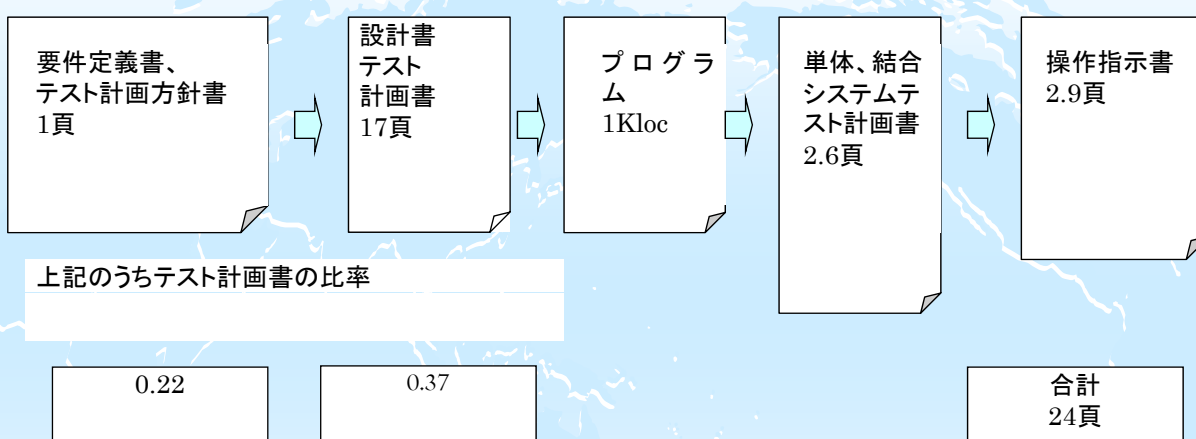 要件定義書、
テスト計画方針書
1頁
設計書
テスト
計画書
17頁
プログラ
ム
1Kloc
単体、結合
システムテ
スト計画書
2.6頁
操作指示書
2.9頁
上記のうちテスト計画書の比率
0.22
0.37
合計
24頁